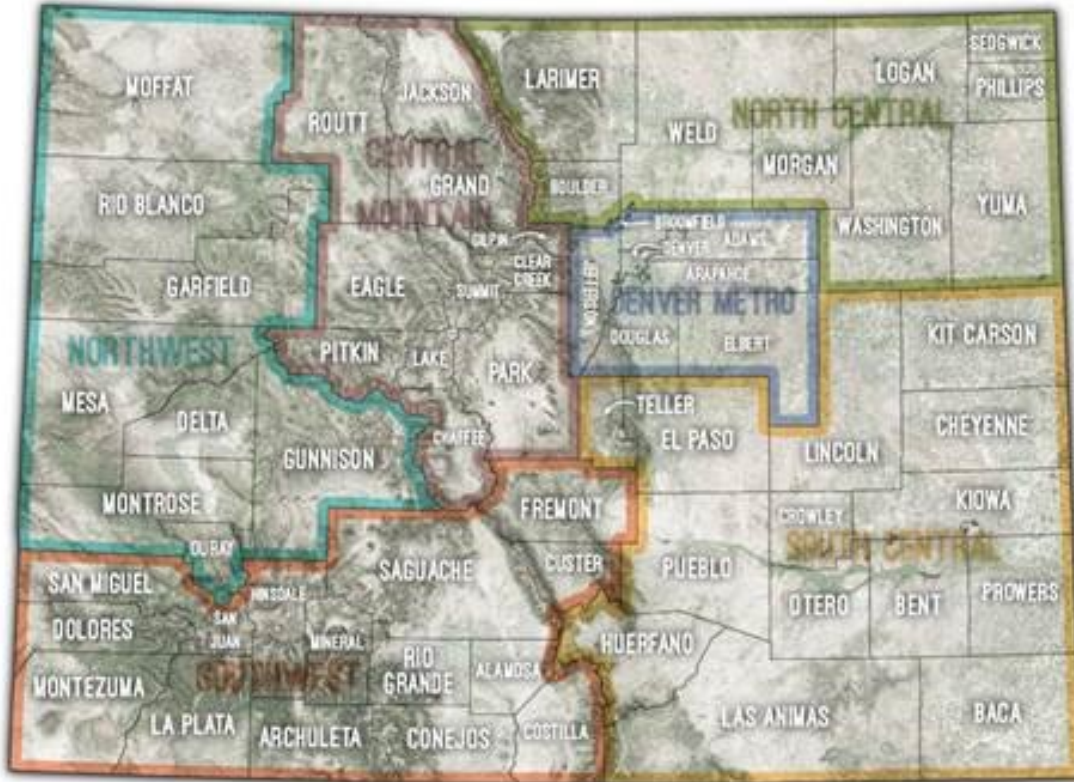 SEDGWICK
MOFFAT
LARIMER
LOGAN
PHILLIPS
JACKSON
ROUTT
NORTH CENTRAL
WELD
CENTRAL
MOUNTAIN
MORGAN
GRAND
BOULDER
RIO BLANCO
YUMA
WASHINGTON
BROOMFIELD
GILPIN
DENVER
ADAMS
CLEAR
CREEK
ARAPAHOE
GARFIELD
EAGLE
SUMMIT
JEFFERSON
DENVER METRO
NORTHWEST
PITKIN
LAKE
PARK
DOUGLAS
ELBERT
KIT CARSON
MESA
DELTA
TELLER
EL PASO
CHEYENNE
CHAFFEE
GUNNISON
LINCOLN
MONTROSE
FREMONT
KIOWA
CROWLEY
OURAY
SOUTH CENTRAL
SAN MIGUEL
SAGUACHE
CUSTER
PUEBLO
HINSDALE
PROWERS
OTERO
BENT
DOLORES
SAN
JUAN
MINERAL
HUERFANO
RIO
GRANDE
ALAMOSA
SOUTHWEST
MONTEZUMA
LA PLATA
ARCHULETA
CONEJOS
COSTILLA
LAS ANIMAS
BACA